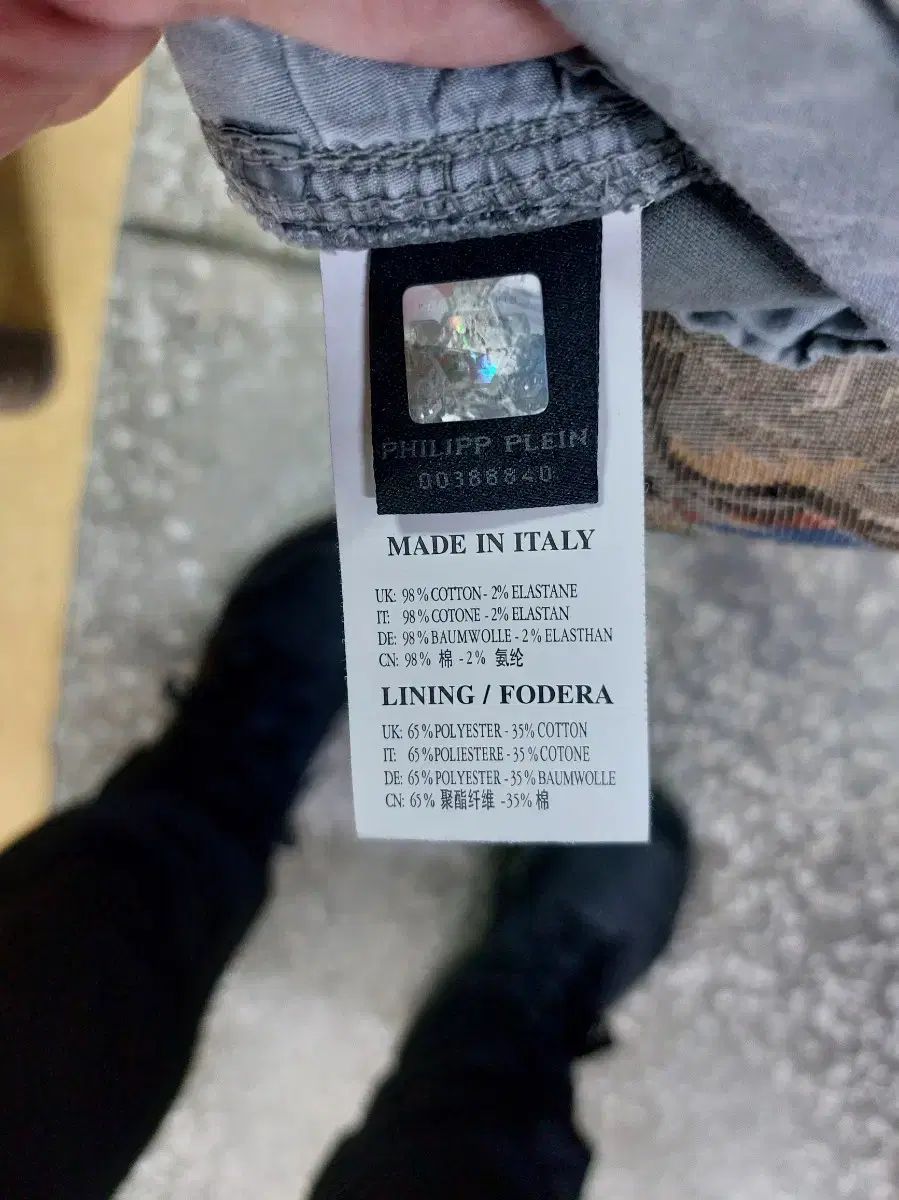 PHILIPP PLEIN
00388840
MADE IN ITALY
UK: 98% COTTON - 2% ELASTANE
IT: 98% COTONE - 2% ELASTAN
DE: 98% BAUMWOLLE - 2% ELASTHAN
CN: 98% 棉 - 2% 氨纶
LINING / FODERA
UK: 65%POLYESTER - 35% COTTON
IT: 65%POLIESTERE - 35% COTONE
DE: 65% POLYESTER - 35% BAUMWOLLE
CN: 65% 聚酯纤维 -35% 棉